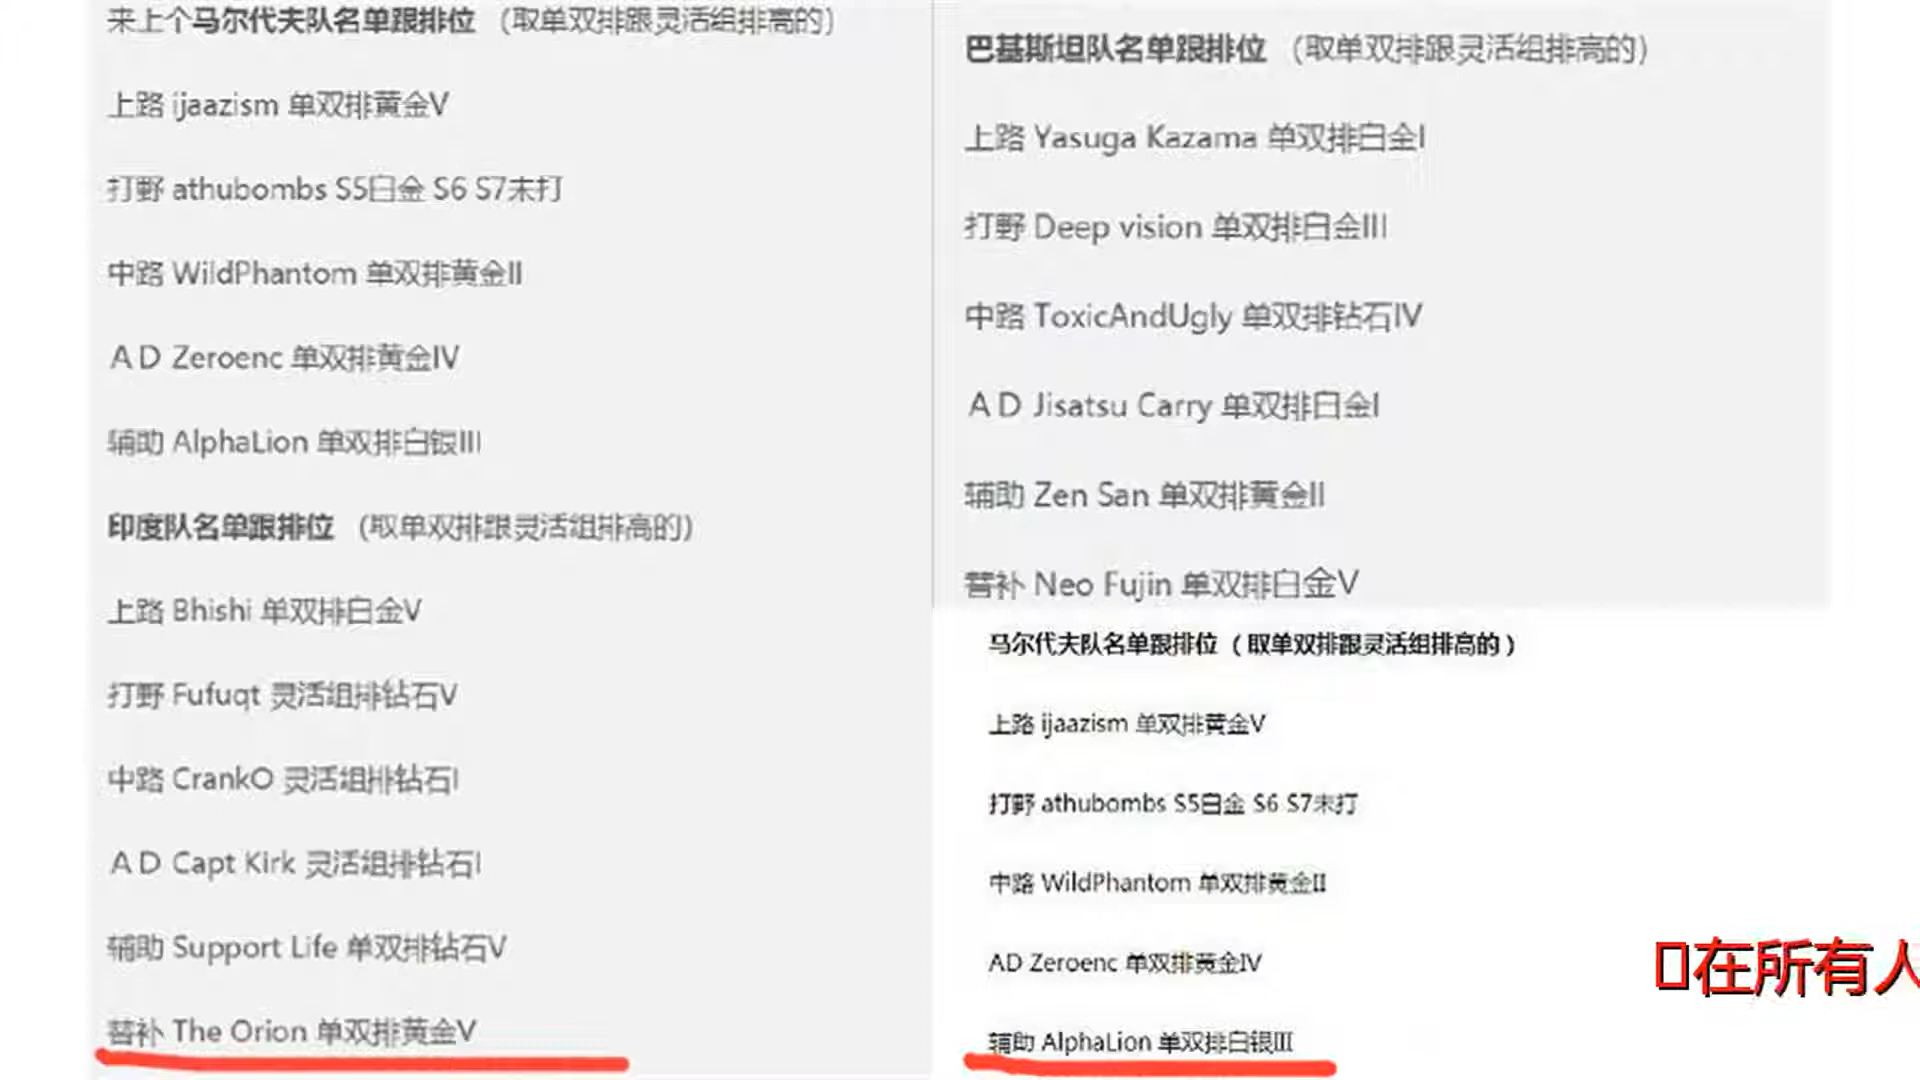 来上个马尔代夫队名单跟排位 （取单双排跟灵活组排高的）
上路 ijaazism 单双排黄金V
打野 athubombs S5白金 S6 S7未打
中路 WildPhantom 单双排黄金II
A D Zeroenc 单双排黄金IV
辅助 AlphaLion 单双排白银III
印度队名单跟排位 （取单双排跟灵活组排高的）
上路 Bhishi 单双排白金V
打野 Fufuqt 灵活组排钻石V
中路 CrankO 灵活组排钻石I
A D Capt Kirk 灵活组排钻石I
辅助 Support Life 单双排钻石V
替补 The Orion 单双排黄金V
巴基斯坦队名单跟排位 （取单双排跟灵活组排高的）
上路 Yasuga Kazama 单双排白金I
打野 Deep vision 单双排白金III
中路 ToxicAndUgly 单双排钻石IV
A D Jisatsu Carry 单双排白金I
辅助 Zen San 单双排黄金II
替补 Neo Fujin 单双排白金V
马尔代夫队名单跟排位（取单双排跟灵活组排高的）
上路 ijaazism 单双排黄金V
打野 athubombs S5白金 S6 S7未打
中路 WildPhantom 单双排黄金II
AD Zeroenc 单双排黄金IV
辅助 AlphaLion 单双排白银III
在所有人